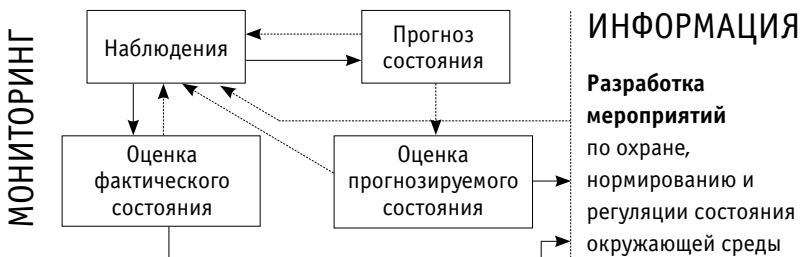 МОНИТОРИНГ
Наблюдения
Прогноз
состояния
Оценка
фактического
состояния
Оценка
прогнозируемого
состояния
ИНФОРМАЦИЯ
Разработка
мероприятий
по охране,
нормированию и
регуляции состояния
окружающей среды